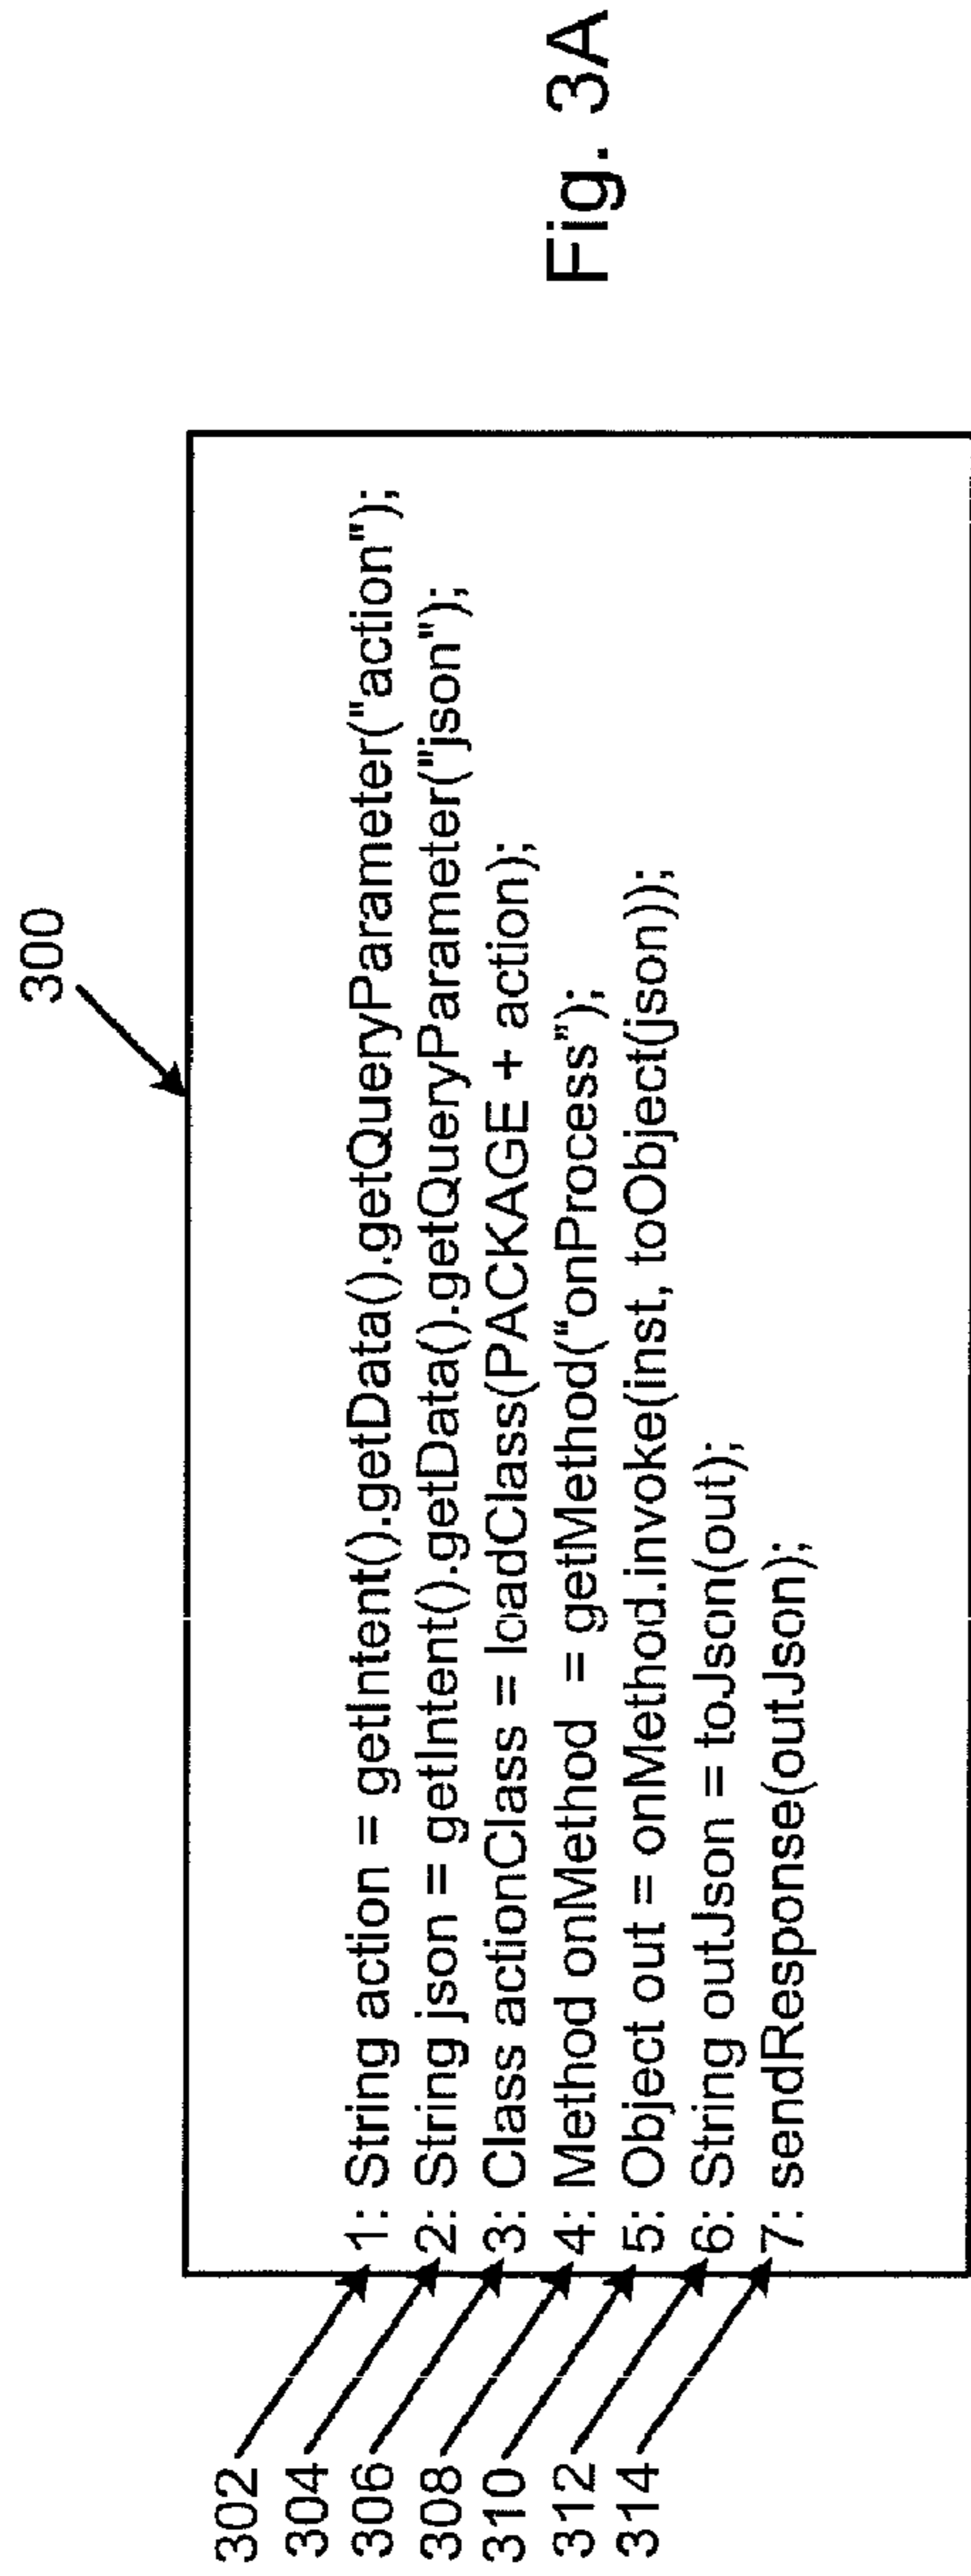 300
302
304
306
308
310
312
314
1: String action = getIntent().getData().getQueryParameter("action");
2: String json = getIntent().getData().getQueryParameter("json");
3: Class actionClass = loadClass(PACKAGE + action);
4: Method onMethod  = getMethod(“onProcess”);
5: Object out = onMethod.invoke(inst, toObject(json));
6: String outJson = toJson(out);
7: sendResponse(outJson);
Fig. 3A